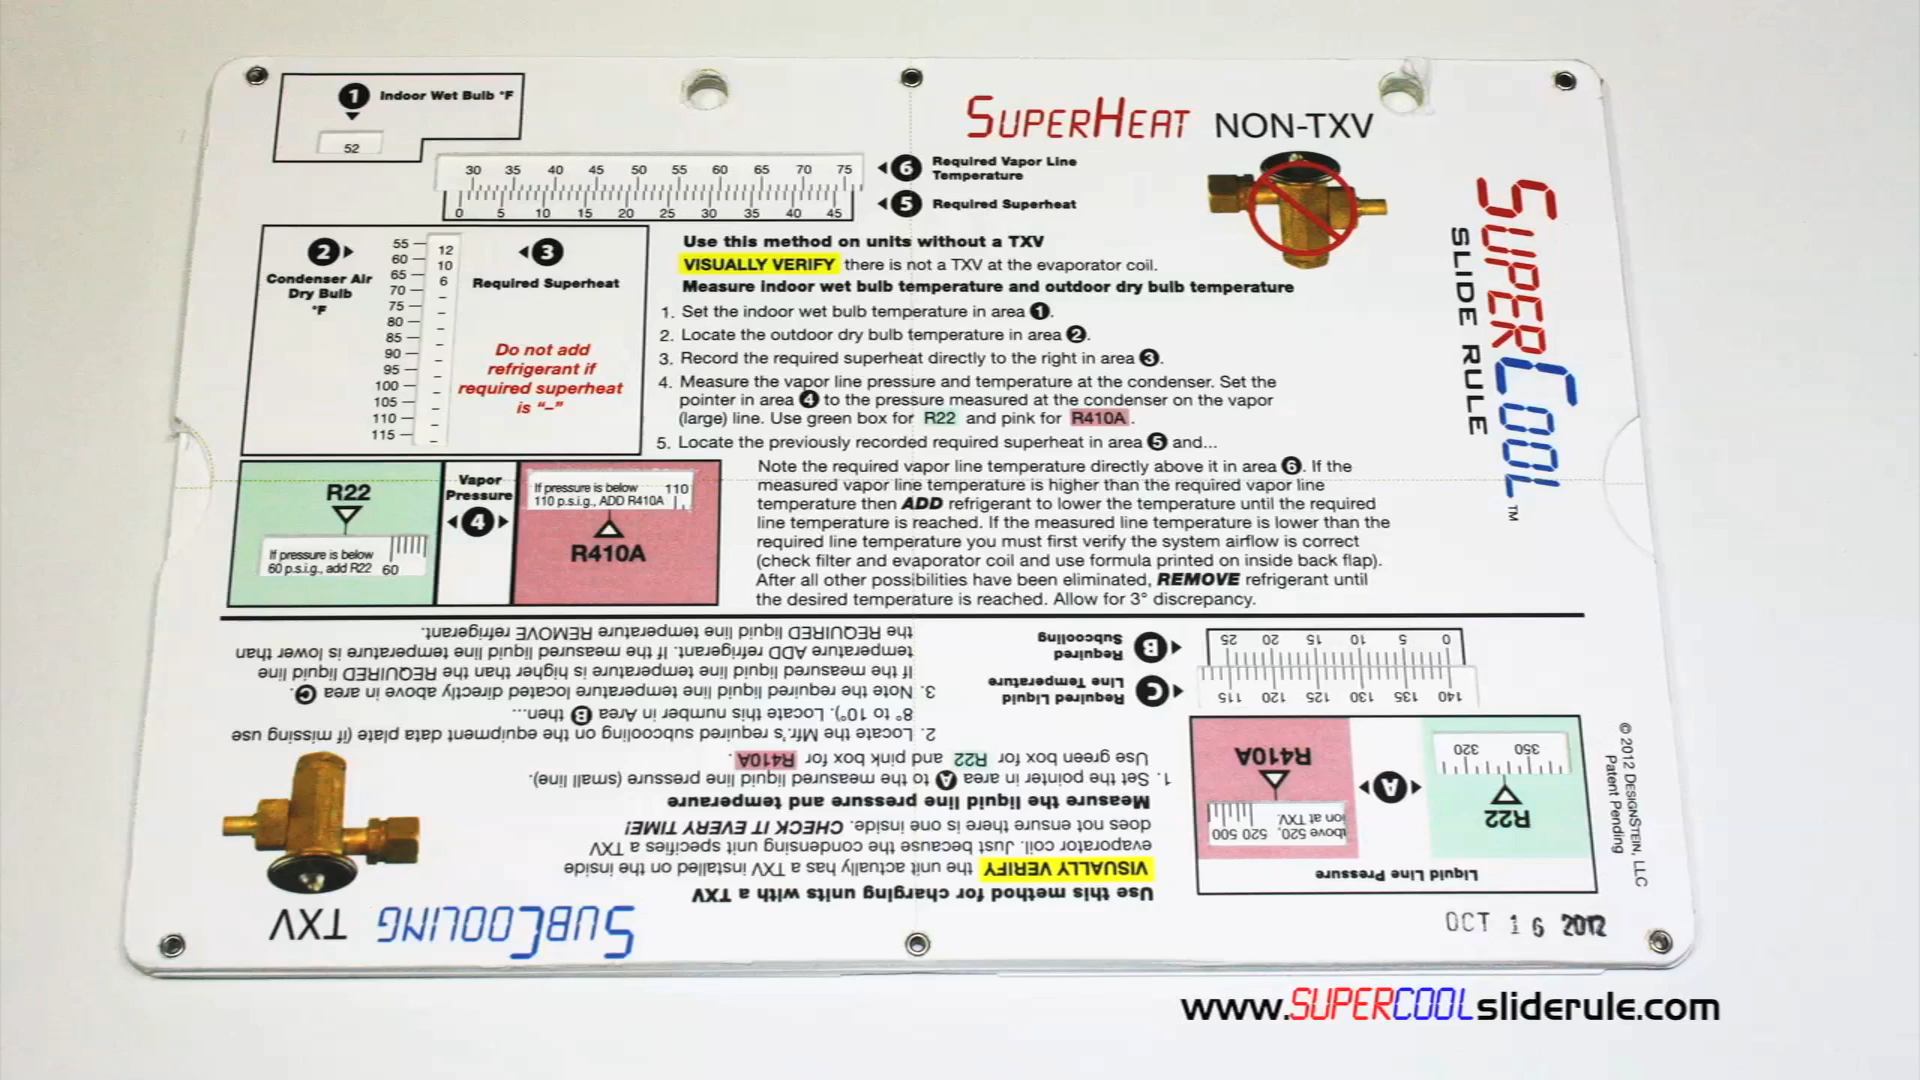 1 Indoor Wet Bulb °F
52
SUPERHEAT NON-TXV
30 35 40 45 50 55 60 65 70 75
6 Required Vapor Line
Temperature
0 5 10 15 20 25 30 35 40 45
5 Required Superheat
2 Condenser Air
Dry Bulb
°F
55 12
60 10
65 6
70 –
75 –
80 –
85 –
90 –
95 –
100 –
105 –
110 –
115 –
3 Required Superheat
Do not add
refrigerant if
required superheat
is “–”
Use this method on units without a TXV
VISUALLY VERIFY there is not a TXV at the evaporator coil.
Measure indoor wet bulb temperature and outdoor dry bulb temperature
1. Set the indoor wet bulb temperature in area 1.
2. Locate the outdoor dry bulb temperature in area 2.
3. Record the required superheat directly to the right in area 3.
4. Measure the vapor line pressure and temperature at the condenser. Set the
pointer in area 4 to the pressure measured at the condenser on the vapor
(large) line. Use green box for R22 and pink for R410A.
5. Locate the previously recorded required superheat in area 5 and...
Note the required vapor line temperature directly above it in area 6. If the
measured vapor line temperature is higher than the required vapor line
temperature then ADD refrigerant to lower the temperature until the required
line temperature is reached. If the measured line temperature is lower than the
required line temperature you must first verify the system airflow is correct
(check filter and evaporator coil and use formula printed on inside back flap).
After all other possibilities have been eliminated, REMOVE refrigerant until
the desired temperature is reached. Allow for 3° discrepancy.
R22
If pressure is below
60 p.s.i.g., add R22 60
Vapor
Pressure
4
If pressure is below 110
110 p.s.i.g., ADD R410A
R410A
SUPERCOOL™
SLIDE RULE
SUBCOOLING TXV
Use this method for charging units with a TXV
VISUALLY VERIFY the unit actually has a TXV installed on the inside
evaporator coil. Just because the condensing unit specifies a TXV
does not ensure there is one inside. CHECK IT EVERY TIME!
Measure the liquid line pressure and temperaure
1. Set the pointer in area A to the measured liquid line pressure (small line).
Use green box for R22 and pink box for R410A.
2. Locate the Mfr.’s required subcooling on the equipment data plate (if missing use
8° to 10°). Locate this number in Area B then...
3. Note the required liquid line temperature located directly above in area C.
If the measured liquid line temperature is higher than the REQUIRED liquid line
temperature ADD refrigerant. If the measured liquid line temperature is lower than
the REQUIRED liquid line temperature REMOVE refrigerant.
Liquid Line Pressure
R22
350 320
A
above 520, 520 500
ion at TXV.
R410A
140 135 130 125 120 115
C Required Liquid
Line Temperature
0 5 10 15 20 25
B Required
Subcooling
© 2012 DESIGNSTEIN, LLC
Patent Pending
OCT 16 2012
www.SUPERCOOLsliderule.com